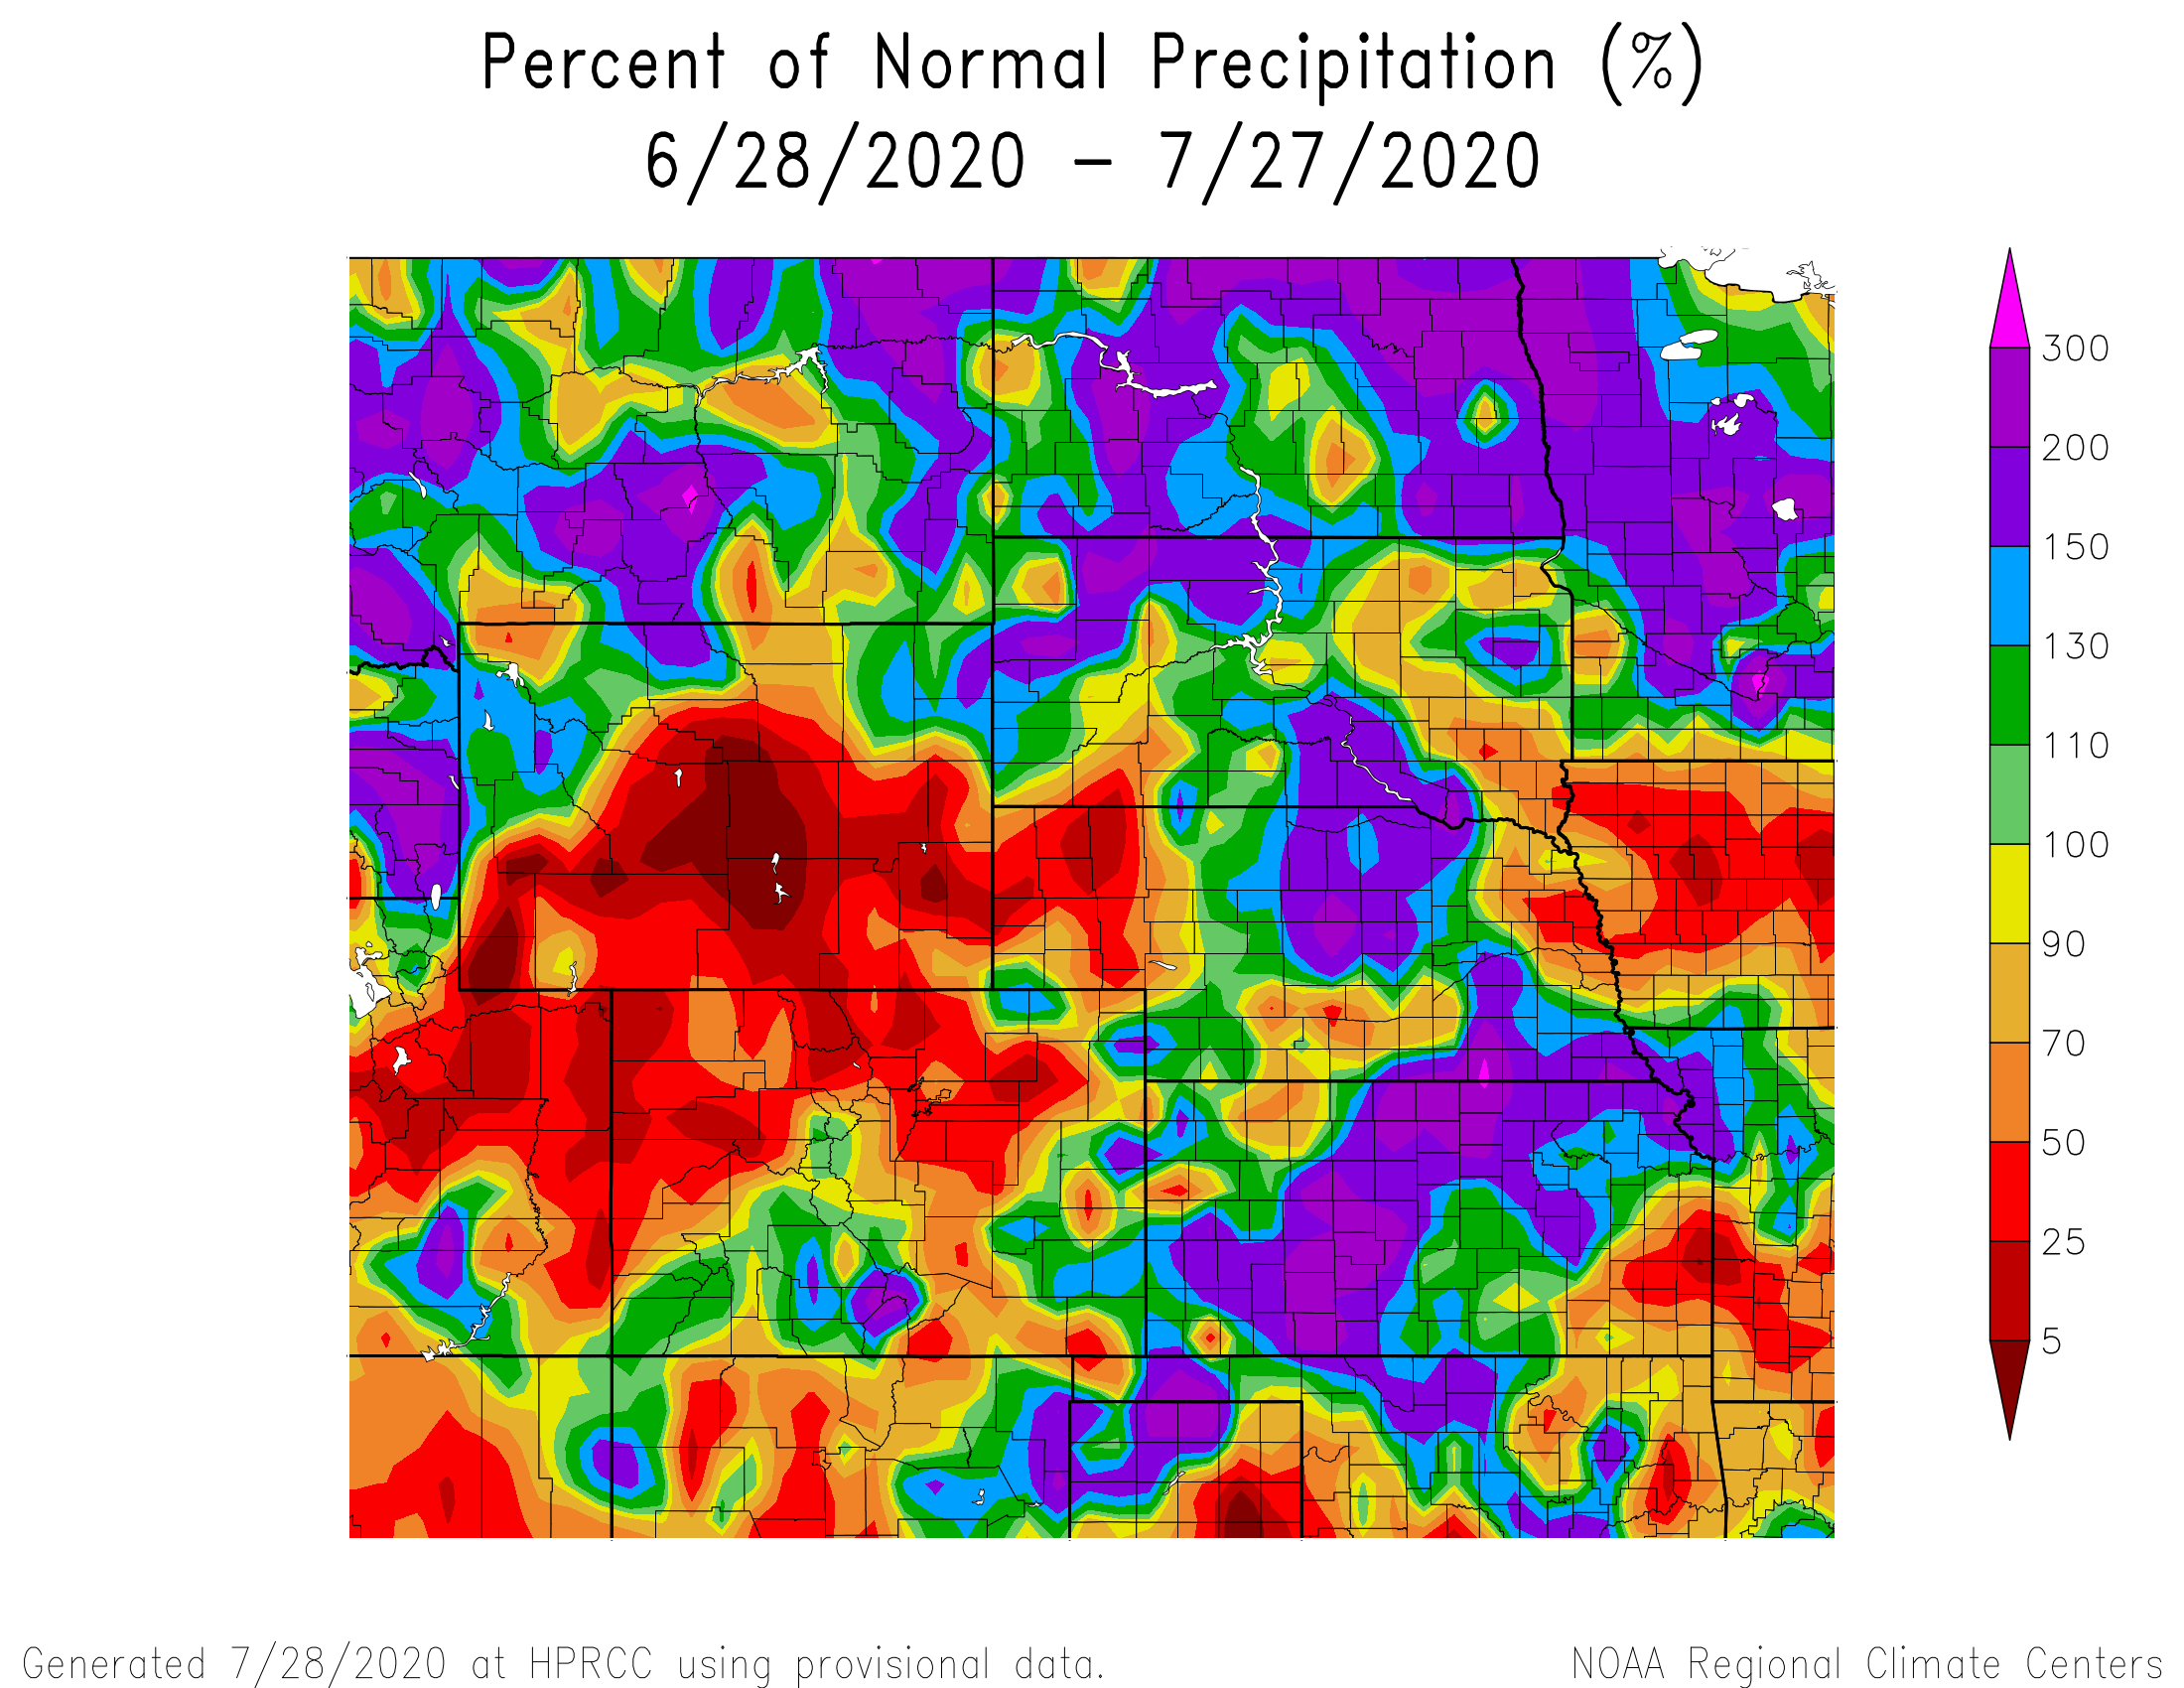 Percent of Normal Precipitation (%)
6/28/2020 – 7/27/2020
300
200
150
130
110
100
90
70
50
25
5
Generated 7/28/2020 at HPRCC using provisional data.
NOAA Regional Climate Centers